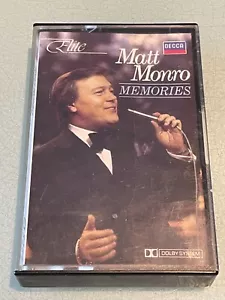 Elite
DECCA
Matt
Monro
MEMORIES
DOLBY SYSTEM